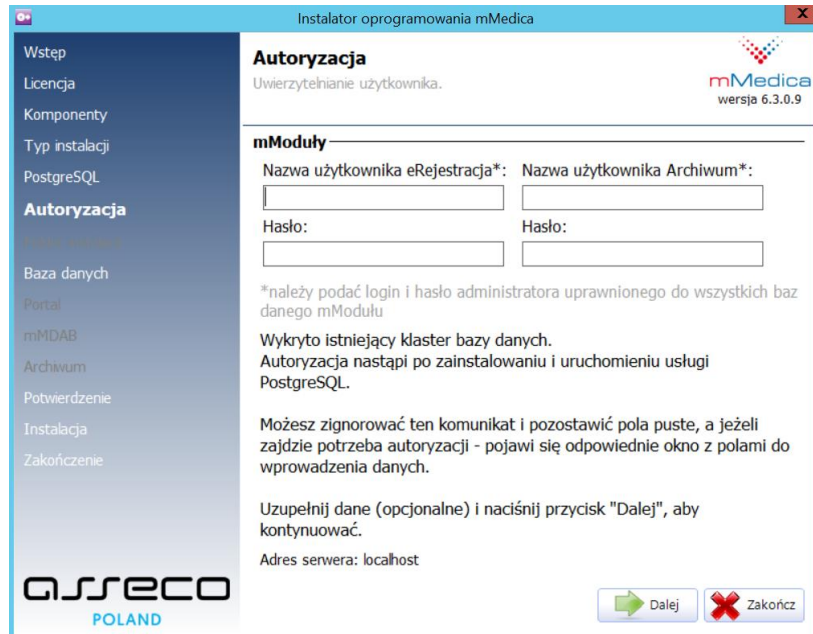 Instalator oprogramowania mMedica
Wstęp
Licencja
Komponenty
Typ instalacji
PostgreSQL
Autoryzacja
Baza danych
Portal
mMDAB
Archiwum
Potwierdzenie
Instalacja
Zakończenie
asseco
POLAND
Autoryzacja
Uwierzytelnianie użytkownika.
mMedica
wersja 6.3.0.9
mModuły
Nazwa użytkownika eRejestracja*: Nazwa użytkownika Archiwum*:
Hasło: Hasło:
*należy podać login i hasło administratora uprawnionego do wszystkich baz
danego mModułu
Wykryto istniejący klaster bazy danych.
Autoryzacja nastąpi po zainstalowaniu i uruchomieniu usługi
PostgreSQL.
Możesz zignorować ten komunikat i pozostawić pola puste, a jeżeli
zajdzie potrzeba autoryzacji - pojawi się odpowiednie okno z polami do
wprowadzenia danych.
Uzupełnij dane (opcjonalne) i naciśnij przycisk "Dalej", aby
kontynuować.
Adres serwera: localhost
Dalej
Zakończ